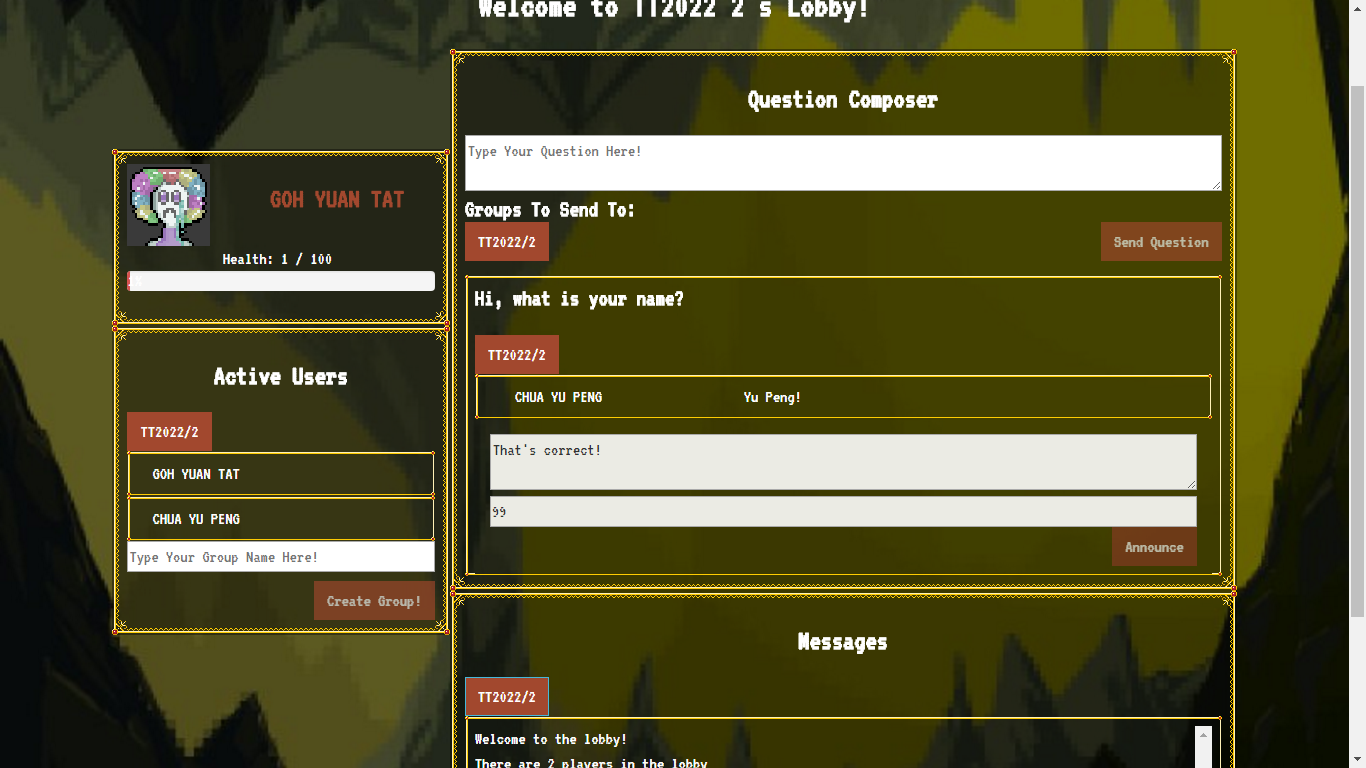 Welcome to TT2022 2 s Lobby!
GOH YUAN TAT
Health: 1 / 100
Active Users
TT2022/2
GOH YUAN TAT
CHUA YU PENG
Type Your Group Name Here!
Create Group!
Question Composer
Type Your Question Here!
Groups To Send To:
TT2022/2
Send Question
Hi, what is your name?
TT2022/2
CHUA YU PENG Yu Peng!
That's correct!
99
Announce
Messages
TT2022/2
Welcome to the lobby!
There are 2 players in the lobby